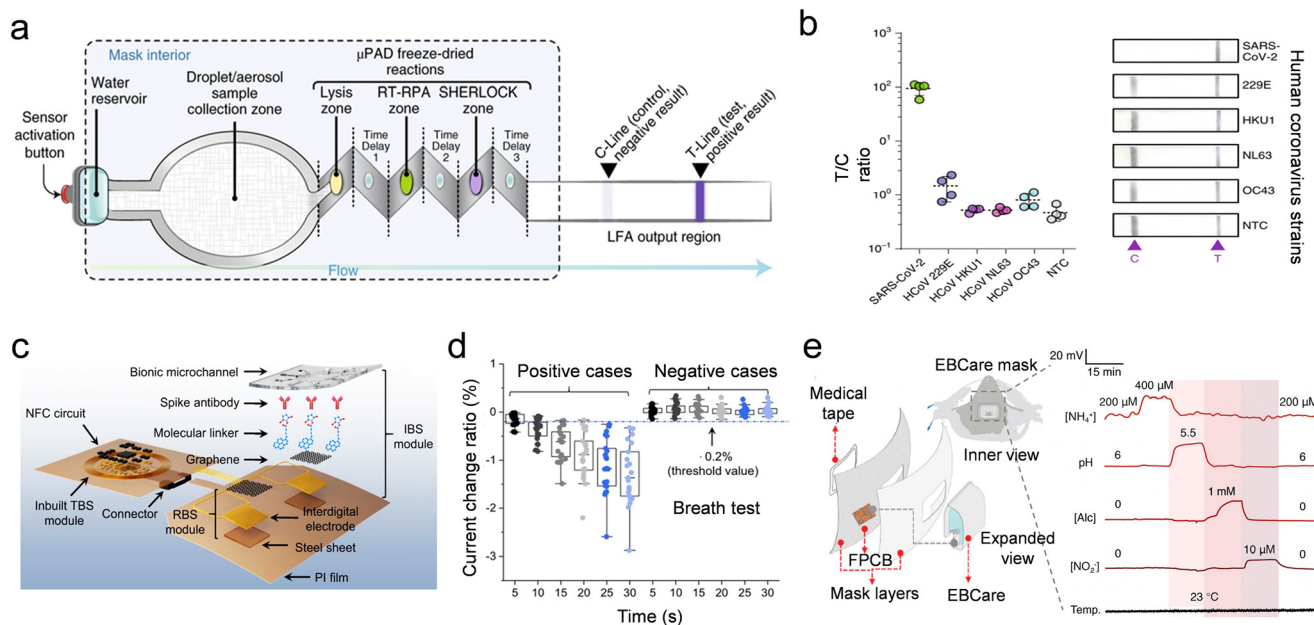 a
Mask interior
Water
reservoir
Droplet/aerosol
sample
collection zone
µPAD freeze-dried
reactions
Lysis
zone
RT-RPA
zone
SHERLOCK
zone
Sensor
activation
button
Time
Delay
1
Time
Delay
2
Time
Delay
3
C-Line (control,
negative result)
T-Line (test,
positive result)
LFA output region
Flow
b
T/C
ratio
10³
10²
10¹
10⁰
10⁻¹
SARS-CoV-2
HCoV 229E
HCoV HKU1
HCoV NL63
HCoV OC43
NTC
SARS-
CoV-2
229E
HKU1
NL63
OC43
NTC
C
T
Human coronavirus strains
c
Bionic microchannel
Spike antibody
NFC circuit
Molecular linker
Graphene
IBS
module
Inbuilt TBS
module
Connector
RBS
module
Interdigital
electrode
Steel sheet
PI film
d
Current change ratio (%)
1
0
-1
-2
-3
Positive cases
Negative cases
- 0.2%
(threshold value)
Breath test
5 10 15 20 25 30 5 10 15 20 25 30
Time (s)
e
EBCare mask
Medical
tape
Inner view
Expanded
view
FPCB
Mask layers
EBCare
20 mV
15 min
[NH₄⁺]
200 µM
400 µM
200 µM
pH
6
5.5
6
[Alc]
0
1 mM
0
[NO₂⁻]
0
10 µM
0
Temp.
23 °C